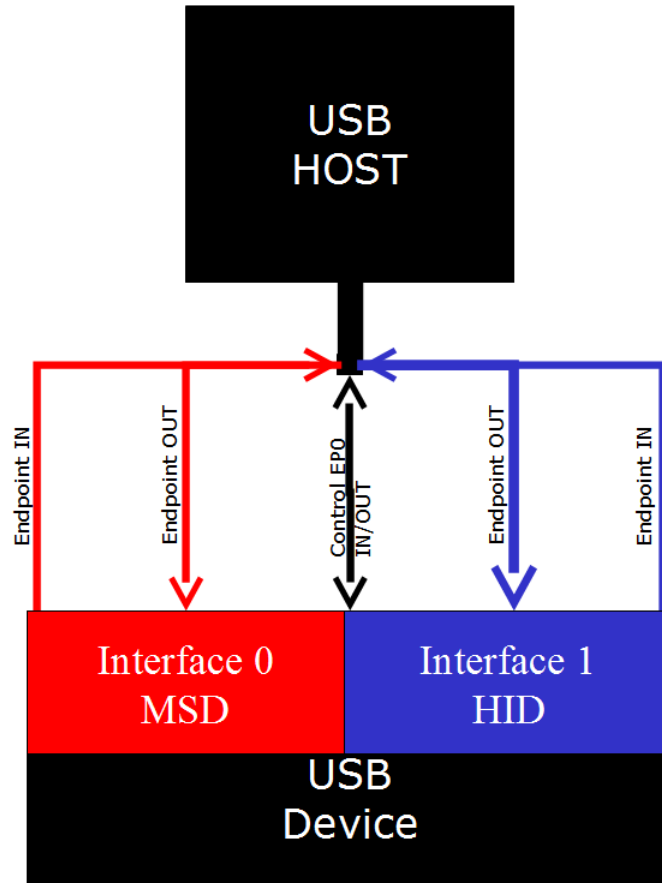 USB
HOST
Endpoint IN
Endpoint OUT
Control EP0
IN/OUT
Endpoint OUT
Endpoint IN
Interface 0
MSD
Interface 1
HID
USB
Device